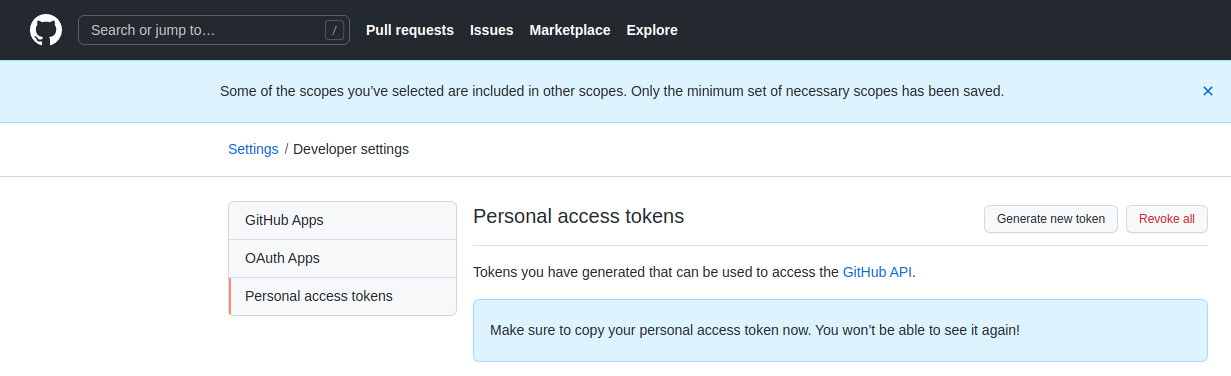 Search or jump to… /
Pull requests Issues Marketplace Explore
Some of the scopes you’ve selected are included in other scopes. Only the minimum set of necessary scopes has been saved.
Settings / Developer settings
GitHub Apps
OAuth Apps
Personal access tokens
Personal access tokens
Generate new token
Revoke all
Tokens you have generated that can be used to access the GitHub API.
Make sure to copy your personal access token now. You won’t be able to see it again!